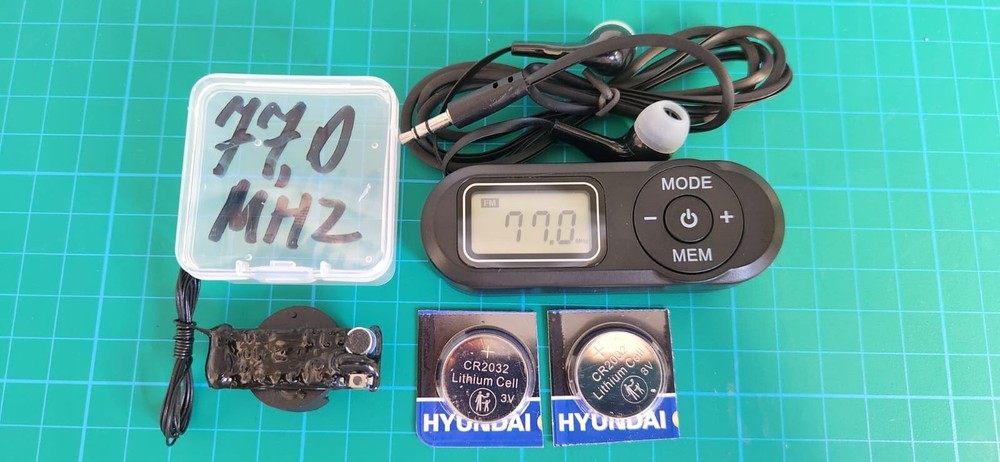 77,0
MHZ
FM
77.0
MODE
− +
MEM
CR2032
Lithium Cell
3V
HYUNDAI
CR2032
Lithium Cell
3V
HYUNDAI